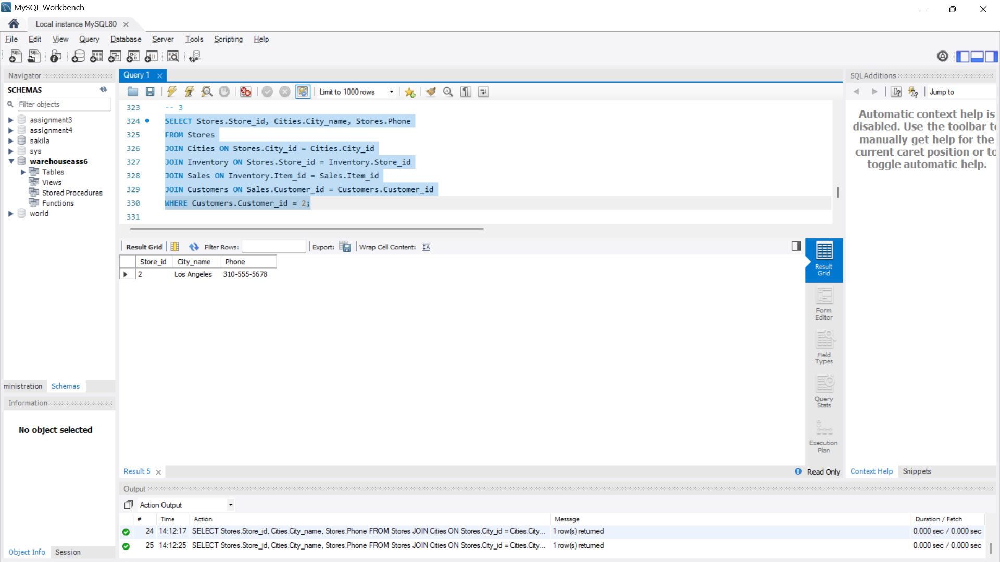 MySQL Workbench
Local instance MySQL80
File Edit View Query Database Server Tools Scripting Help
Navigator
SCHEMAS
Filter objects
assignment3
assignment4
sakila
sys
warehouseass6
Tables
Views
Stored Procedures
Functions
world
ministration Schemas
Information
No object selected
Object Info Session
Query 1
Limit to 1000 rows
323 -- 3
324 SELECT Stores.Store_id, Cities.City_name, Stores.Phone
325 FROM Stores
326 JOIN Cities ON Stores.City_id = Cities.City_id
327 JOIN Inventory ON Stores.Store_id = Inventory.Store_id
328 JOIN Sales ON Inventory.Item_id = Sales.Item_id
329 JOIN Customers ON Sales.Customer_id = Customers.Customer_id
330 WHERE Customers.Customer_id = 2;
331
Result Grid Filter Rows: Export: Wrap Cell Content:
Store_id City_name Phone
2 Los Angeles 310-555-5678
Result Grid
Form Editor
Field Types
Query Stats
Execution Plan
Result 5
Read Only
SQLAdditions
Jump to
Automatic context help is
disabled. Use the toolbar to
manually get help for the
current caret position or to
toggle automatic help.
Context Help Snippets
Output
Action Output
# Time Action Message Duration / Fetch
24 14:12:17 SELECT Stores.Store_id, Cities.City_name, Stores.Phone FROM Stores JOIN Cities ON Stores.City_id = Cities.City... 1 row(s) returned 0.000 sec / 0.000 sec
25 14:12:25 SELECT Stores.Store_id, Cities.City_name, Stores.Phone FROM Stores JOIN Cities ON Stores.City_id = Cities.City... 1 row(s) returned 0.000 sec / 0.000 sec